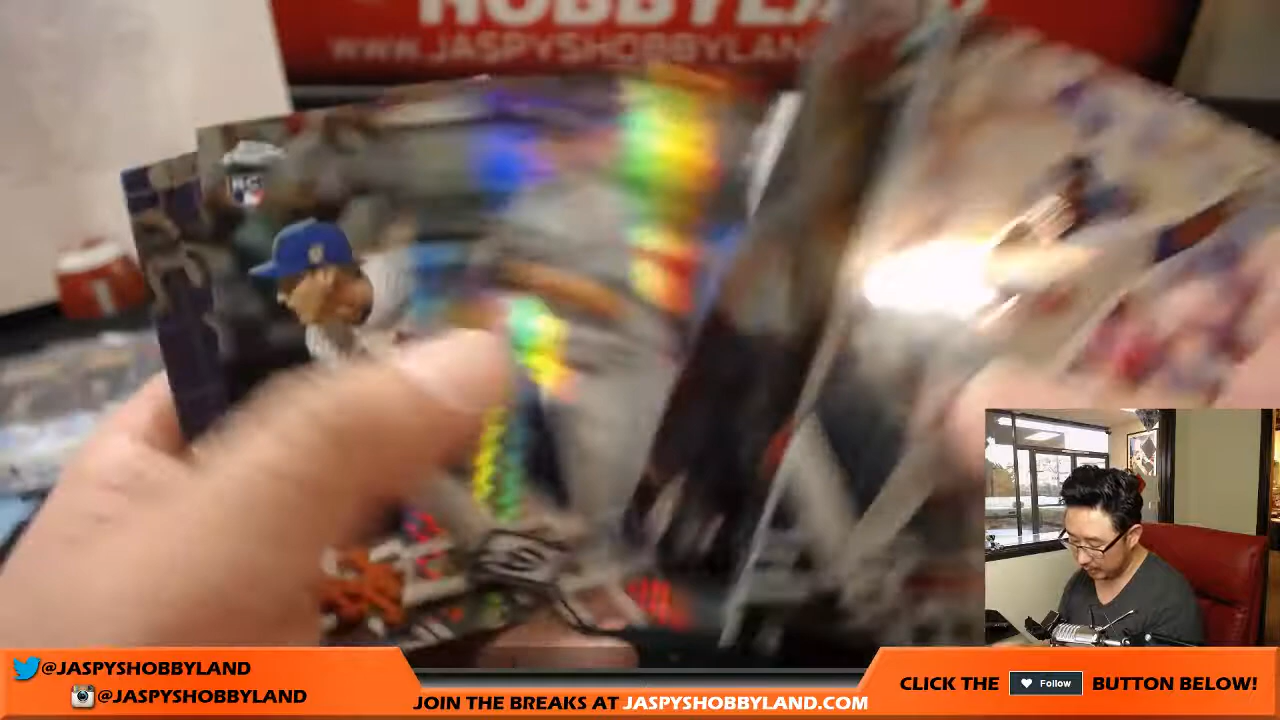 HOBBYLAND
WWW.JASPYSHOBBYLAND
RC
@JASPYSHOBBYLAND
@JASPYSHOBBYLAND
JOIN THE BREAKS AT JASPYSHOBBYLAND.COM
CLICK THE Follow BUTTON BELOW!